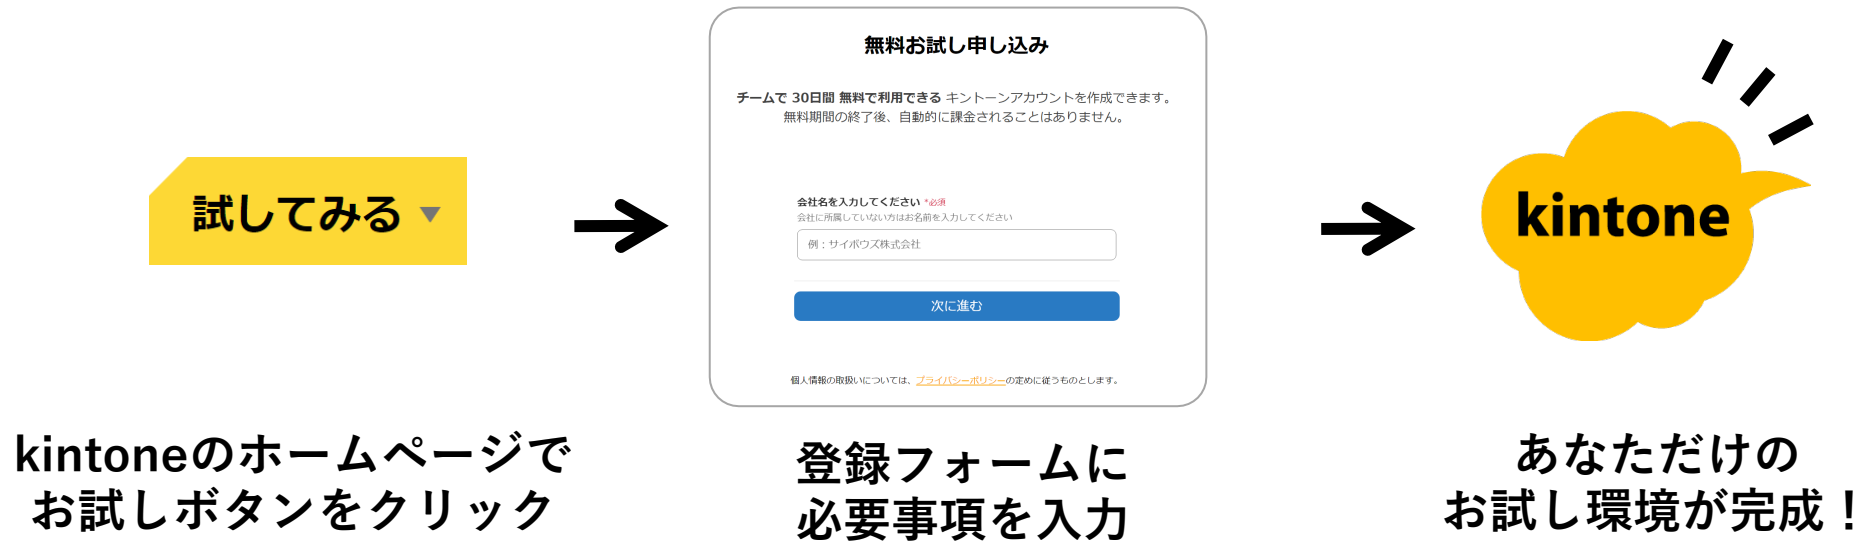 試してみる
kintoneのホームページで
お試しボタンをクリック
無料お試し申し込み
チームで 30日間 無料で利用できる キントーンアカウントを作成できます。
無料期間の終了後、自動的に課金されることはありません。
会社名を入力してください *必須
会社に所属していない方はお名前を入力してください
例：サイボウズ株式会社
次に進む
個人情報の取扱いについては、プライバシーポリシーの定めに従うものとします。
登録フォームに
必要事項を入力
kintone
あなただけの
お試し環境が完成！